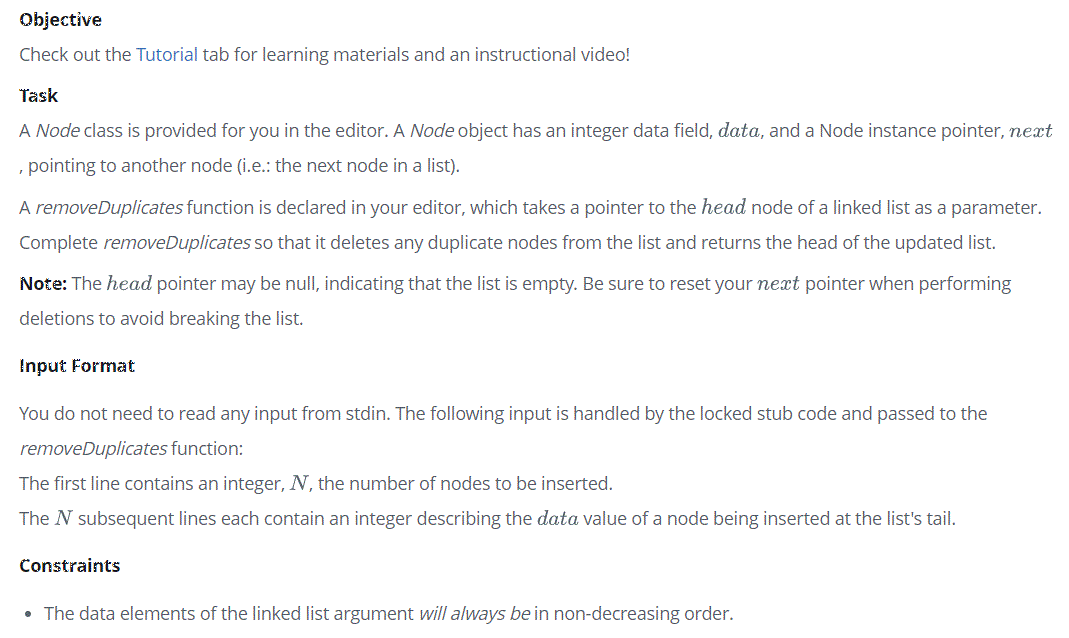 Objective
Check out the Tutorial tab for learning materials and an instructional video!
Task
A Node class is provided for you in the editor. A Node object has an integer data field, data, and a Node instance pointer, next
, pointing to another node (i.e.: the next node in a list).
A removeDuplicates function is declared in your editor, which takes a pointer to the head node of a linked list as a parameter.
Complete removeDuplicates so that it deletes any duplicate nodes from the list and returns the head of the updated list.
Note: The head pointer may be null, indicating that the list is empty. Be sure to reset your next pointer when performing
deletions to avoid breaking the list.
Input Format
You do not need to read any input from stdin. The following input is handled by the locked stub code and passed to the
removeDuplicates function:
The first line contains an integer, N, the number of nodes to be inserted.
The N subsequent lines each contain an integer describing the data value of a node being inserted at the list's tail.
Constraints
• The data elements of the linked list argument will always be in non-decreasing order.